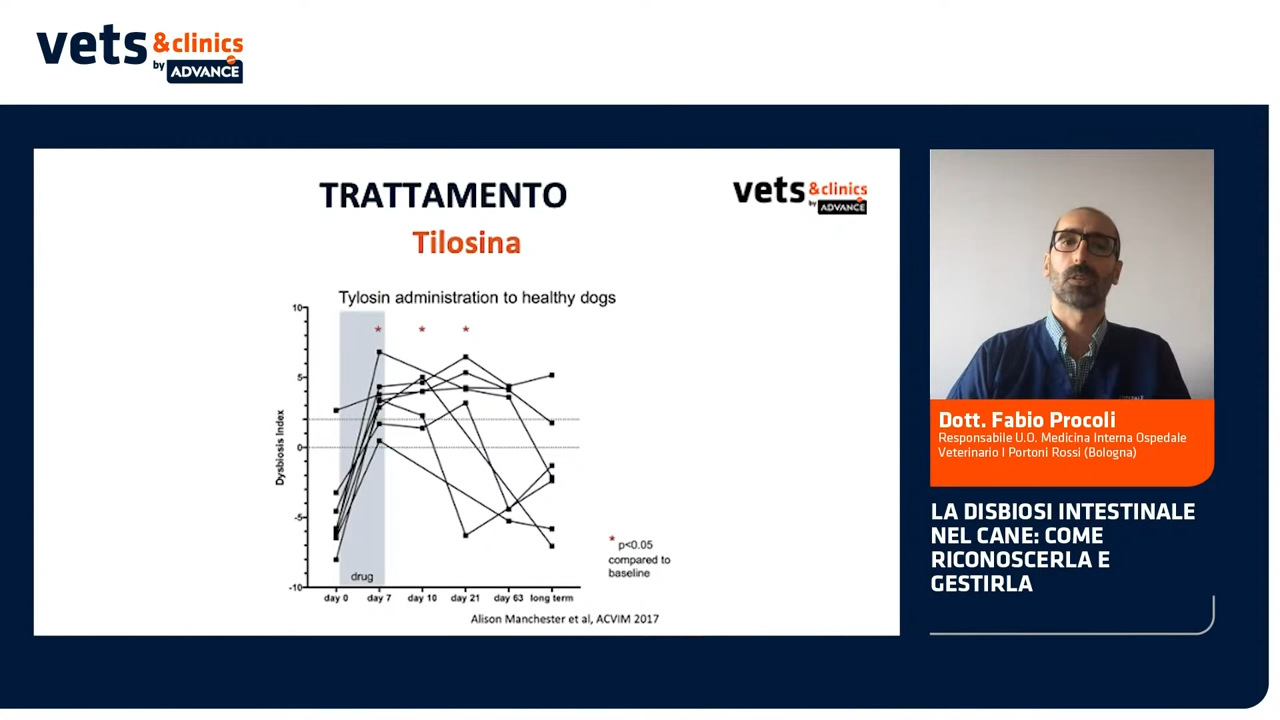 vets &clinics
by ADVANCE
TRATTAMENTO
vets &clinics
by ADVANCE
Tilosina
Tylosin administration to healthy dogs
10
5
0
-5
-10
Dysbiosis Index
* * *
drug
day 0 day 7 day 10 day 21 day 63 long term
* p<0.05
compared to
baseline
Alison Manchester et al, ACVIM 2017
Dott. Fabio Procoli
Responsabile U.O. Medicina Interna Ospedale
Veterinario I Portoni Rossi (Bologna)
LA DISBIOSI INTESTINALE
NEL CANE: COME
RICONOSCERLA E
GESTIRLA